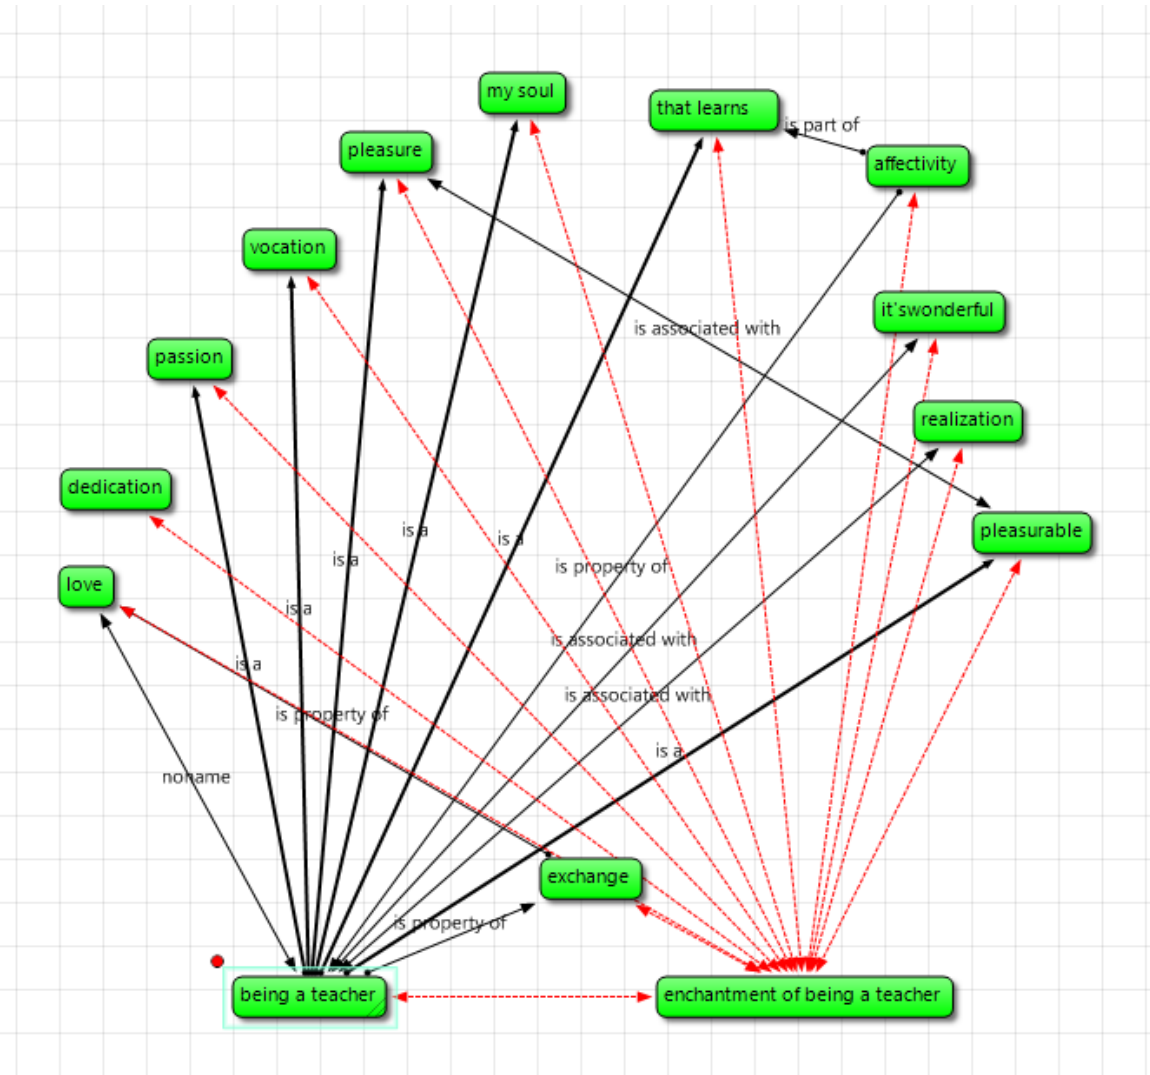 my soul
that learns
is part of
pleasure
affectivity
vocation
it'swonderful
is associated with
passion
realization
dedication
pleasurable
is a
is a
is a
is property of
love
is a
is associated with
is a
is associated with
is property of
is a
noname
exchange
is property of
being a teacher
enchantment of being a teacher